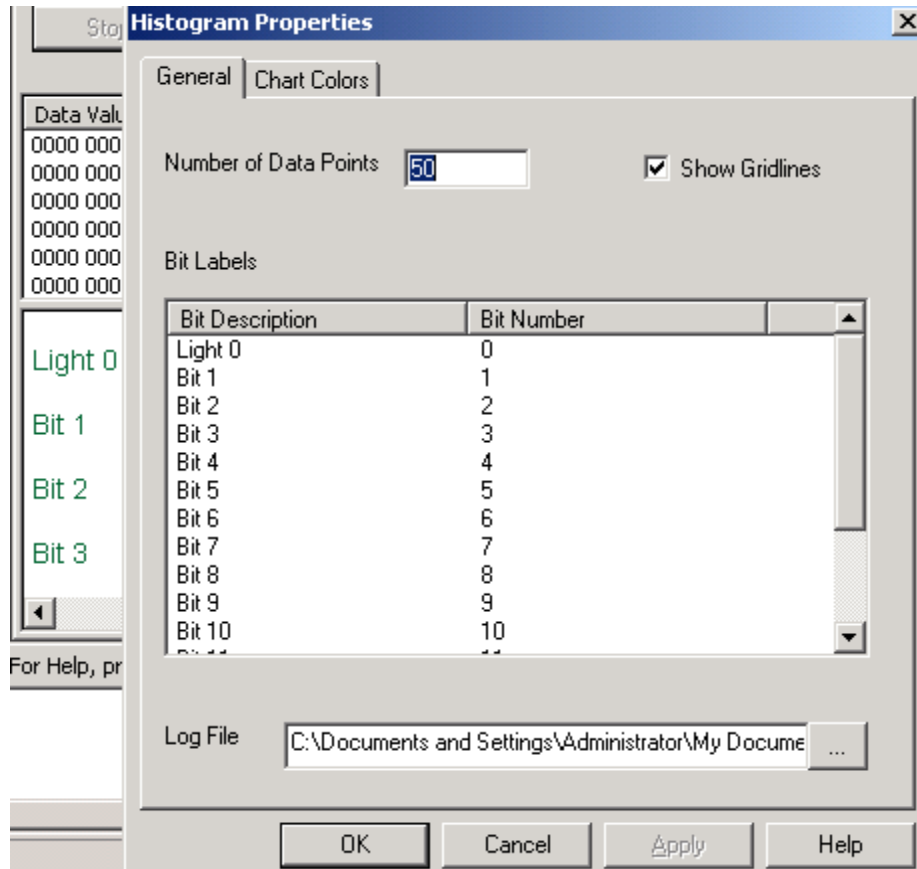 Stop
Histogram Properties
General
Chart Colors
Number of Data Points
50
Show Gridlines
Bit Labels
Bit Description Bit Number
Light 0 0
Bit 1 1
Bit 2 2
Bit 3 3
Bit 4 4
Bit 5 5
Bit 6 6
Bit 7 7
Bit 8 8
Bit 9 9
Bit 10 10
Data Valu
0000 000
0000 000
0000 000
0000 000
0000 000
0000 000
Light 0
Bit 1
Bit 2
Bit 3
For Help, pr
Log File
C:\Documents and Settings\Administrator\My Docume
...
OK
Cancel
Apply
Help